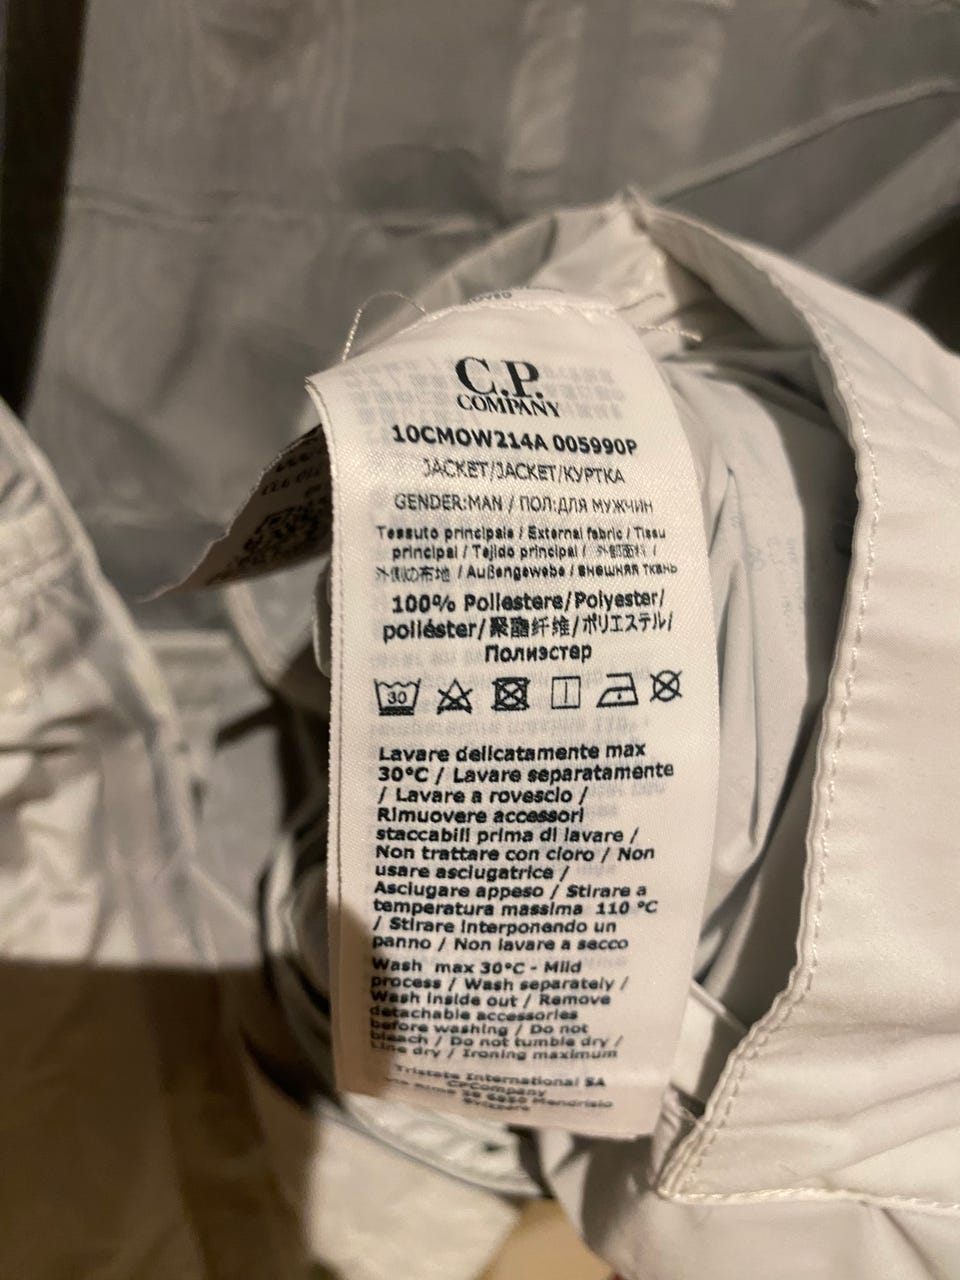 C.P.
COMPANY
10CMOW214A 005990P
JACKET/JACKET/КУРТКА
GENDER:MAN / ПОЛ:ДЛЯ МУЖЧИН
Tessuto principale / External fabric / Tissu
principal / Tejido principal / 外部面料 /
外側の布地 / Außengewebe / внешняя ткань
100% Poliestere/Polyester/
poliéster/聚酯纤维/ポリエステル/
Полиэстер
30
Lavare delicatamente max
30°C / Lavare separatamente
/ Lavare a rovescio /
Rimuovere accessori
staccabili prima di lavare /
Non trattare con cloro / Non
usare asciugatrice /
Asciugare appeso / Stirare a
temperatura massima 110 °C
/ Stirare interponendo un
panno / Non lavare a secco
Wash max 30°C - Mild
process / Wash separately /
Wash inside out / Remove
detachable accessories
before washing / Do not
bleach / Do not tumble dry /
Line dry / Ironing maximum
Tristate International SA
CPCompany
6850 Mendrisio
Svizzera